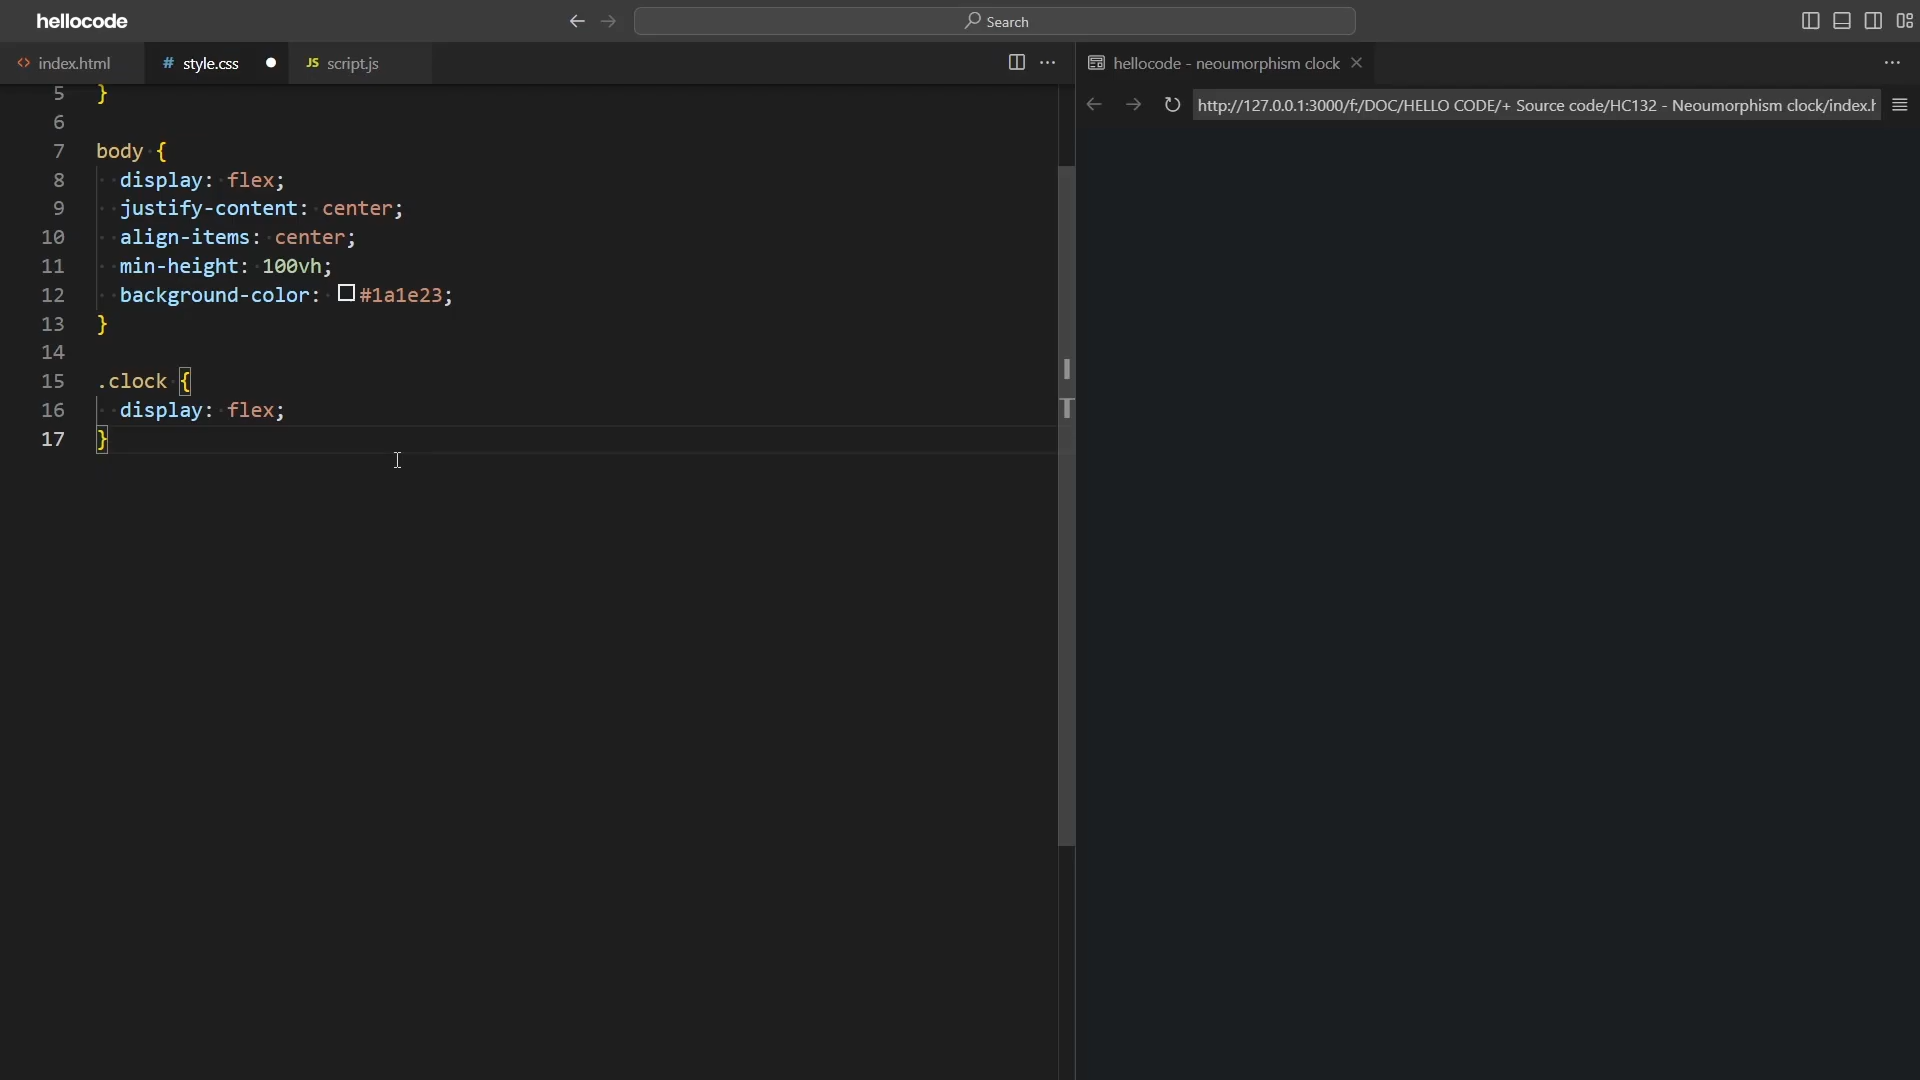 hellocode
Search
index.html
# style.css
JS script.js
hellocode - neoumorphism clock
http://127.0.0.1:3000/f:/DOC/HELLO CODE/+ Source code/HC132 - Neoumorphism clock/index.h
5 }
6
7 body {
8 display: flex;
9 justify-content: center;
10 align-items: center;
11 min-height: 100vh;
12 background-color: #1a1e23;
13 }
14
15 .clock {
16 display: flex;
17 }